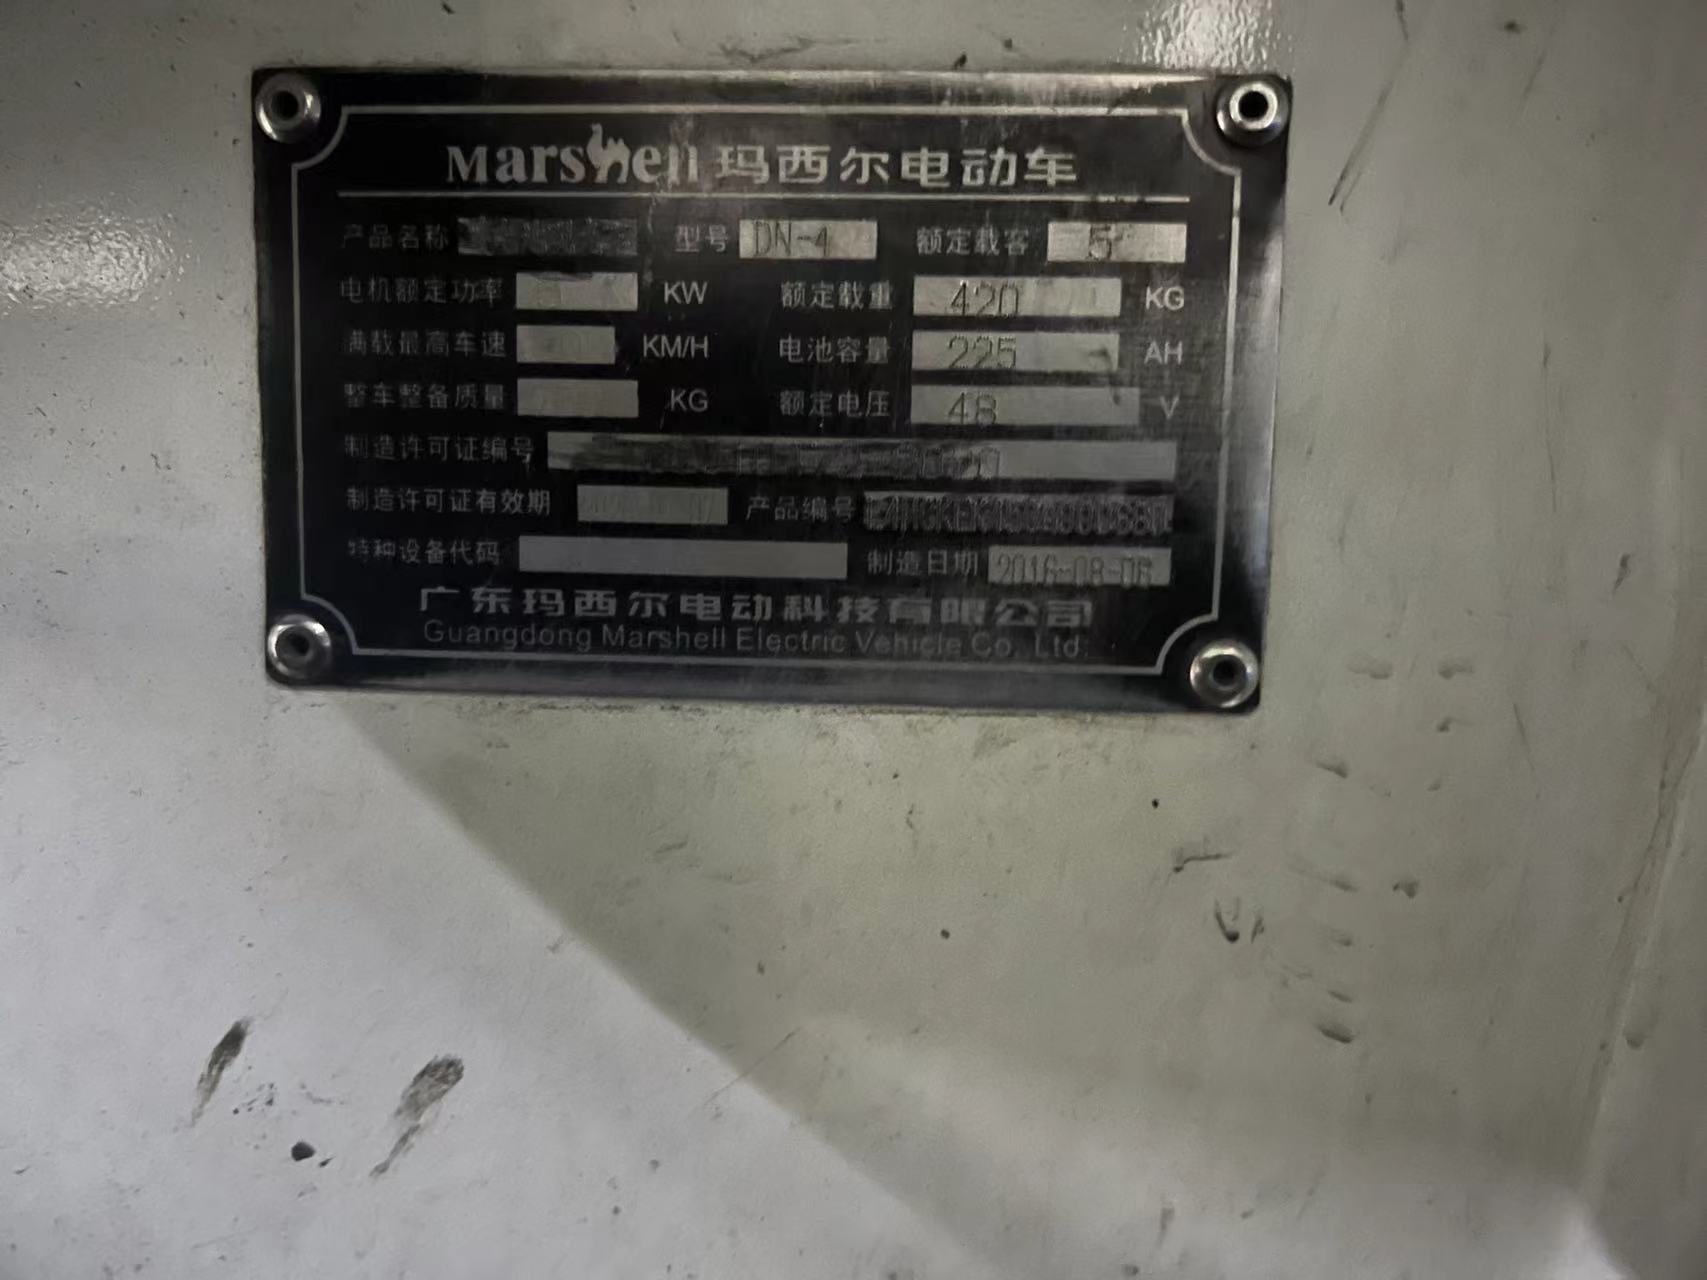 Marshell 玛西尔电动车
产品名称 型号 DN-4 额定载客 5
电机额定功率 KW 额定载重 420 KG
满载最高车速 KM/H 电池容量 225 AH
整车整备质量 KG 额定电压 48 V
制造许可证编号
制造许可证有效期 产品编号
特种设备代码 制造日期 2016-08-08
广东玛西尔电动科技有限公司
Guangdong Marshell Electric Vehicle Co., Ltd.